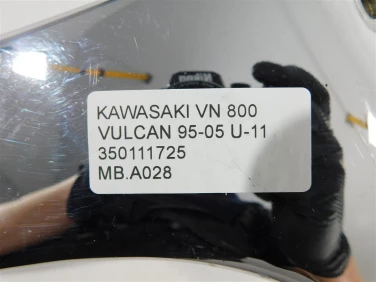 KAWASAKI VN 800
VULCAN 95-05 U-11
350111725
MB.A028